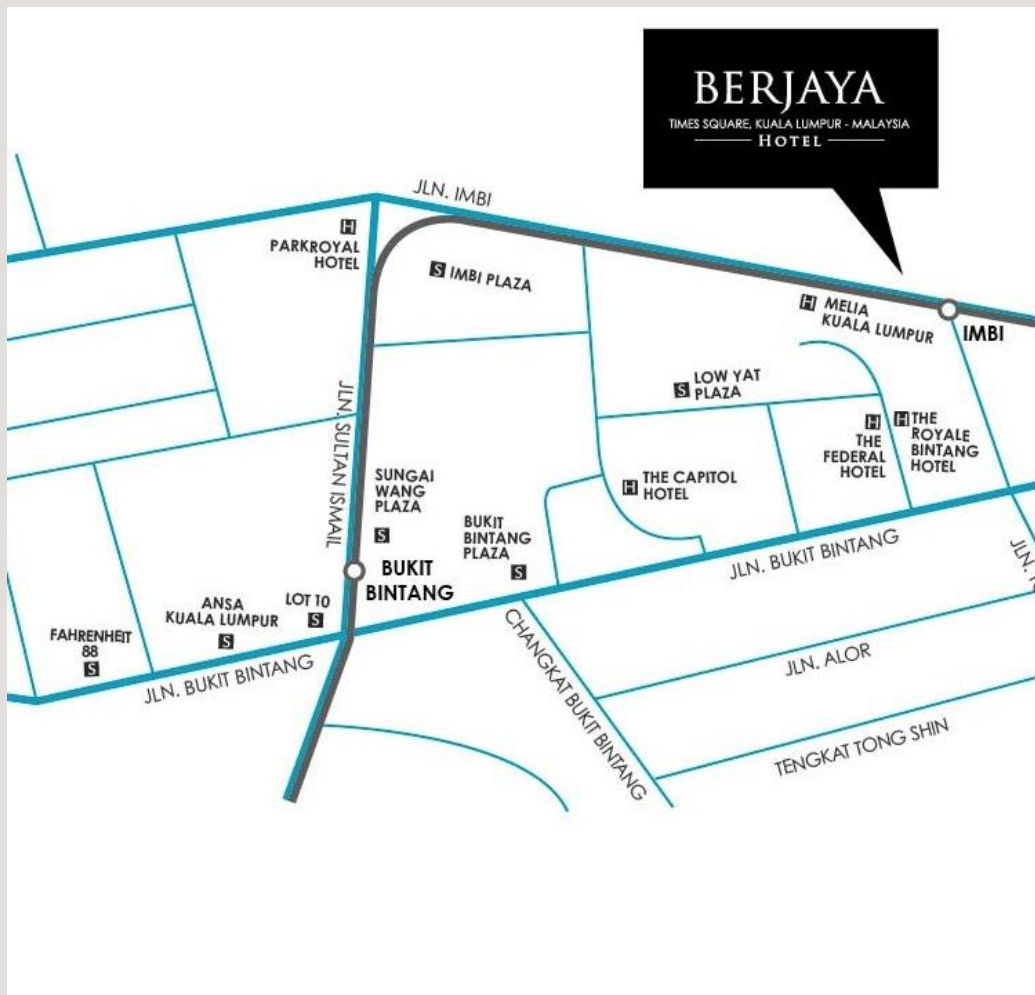 BERJAYA
TIMES SQUARE, KUALA LUMPUR - MALAYSIA
HOTEL
JLN. IMBI
H
PARKROYAL
HOTEL
S IMBI PLAZA
H MELIA
KUALA LUMPUR
IMBI
S LOW YAT
PLAZA
JLN. SULTAN ISMAIL
H
THE
FEDERAL
HOTEL
H THE
ROYALE
BINTANG
HOTEL
SUNGAI
WANG
PLAZA
S
H THE CAPITOL
HOTEL
BUKIT
BINTANG
PLAZA
S
JLN. BUKIT BINTANG
BUKIT
BINTANG
LOT 10
S
ANSA
KUALA LUMPUR
S
FAHRENHEIT
88
S
JLN. BUKIT BINTANG
CHANGKAT BUKIT BINTANG
JLN. ALOR
TENGKAT TONG SHIN
JLN.